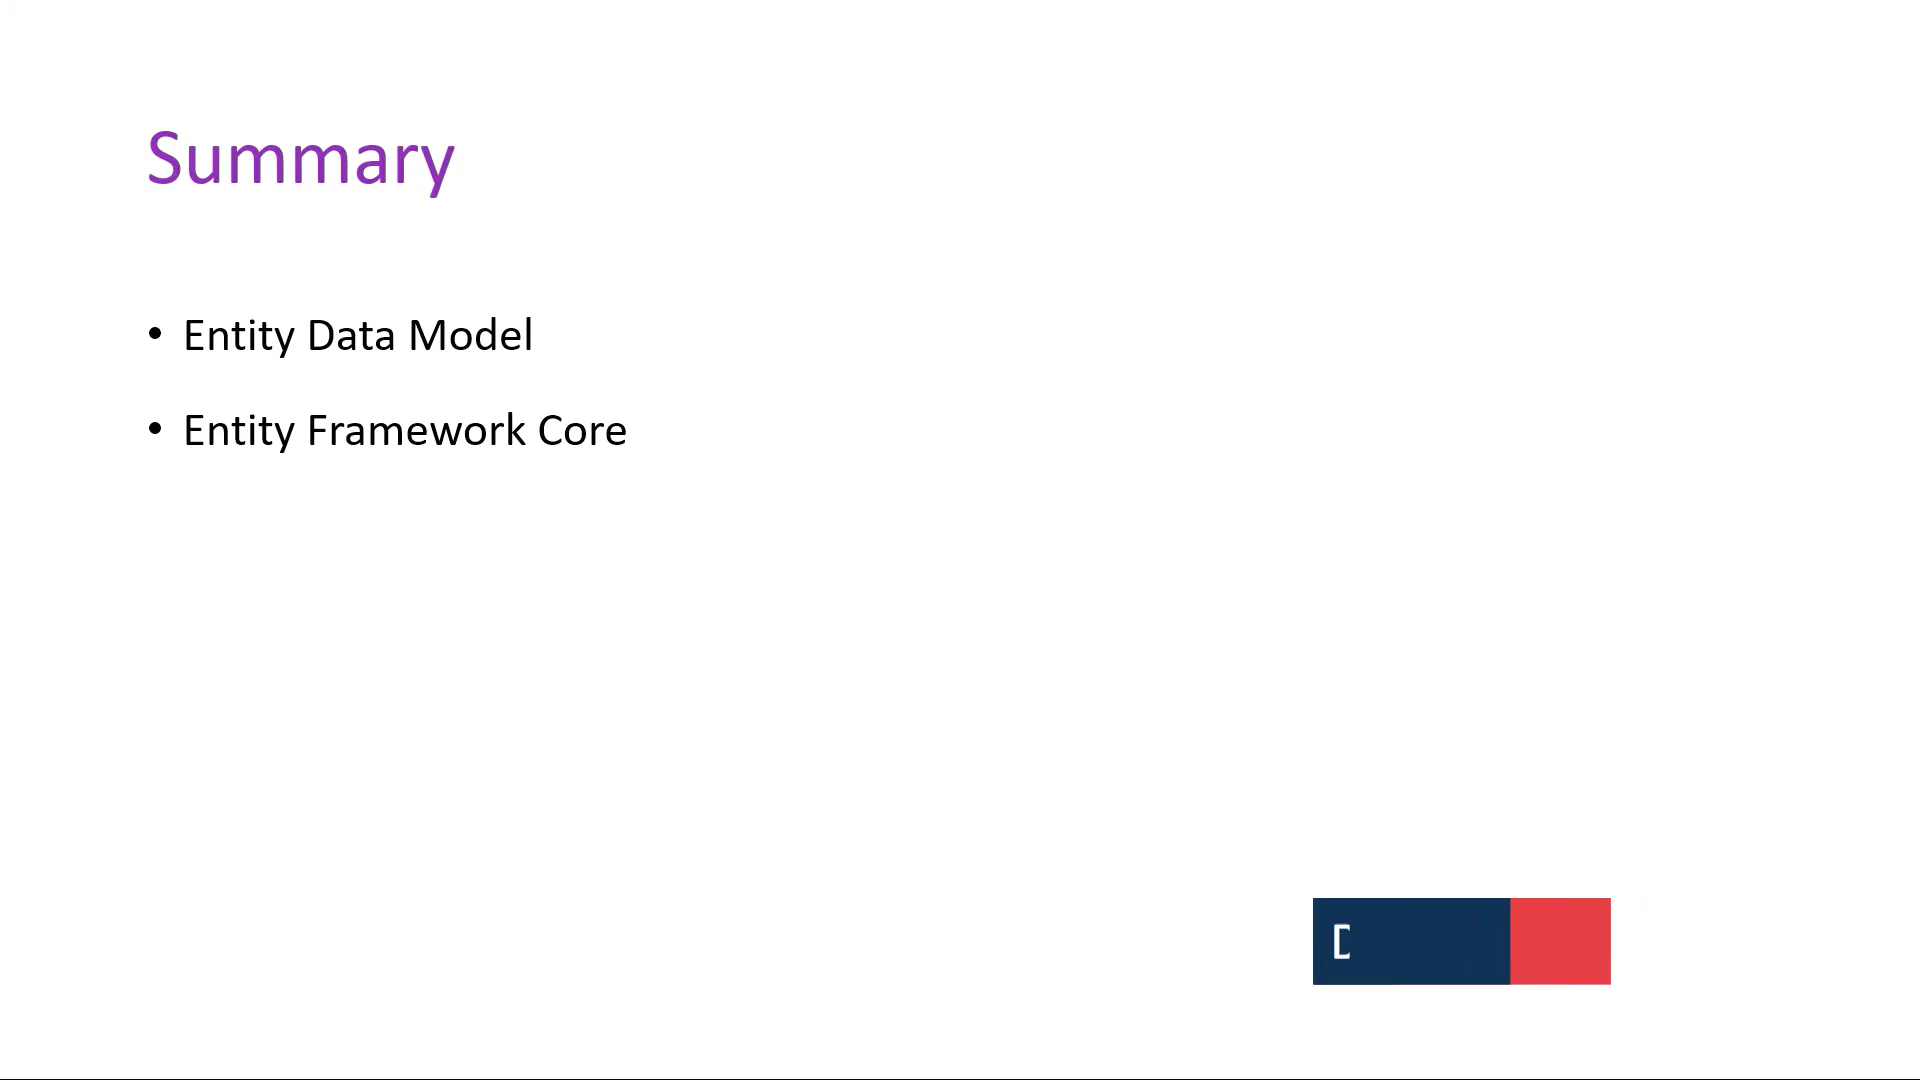 Summary
• Entity Data Model
• Entity Framework Core